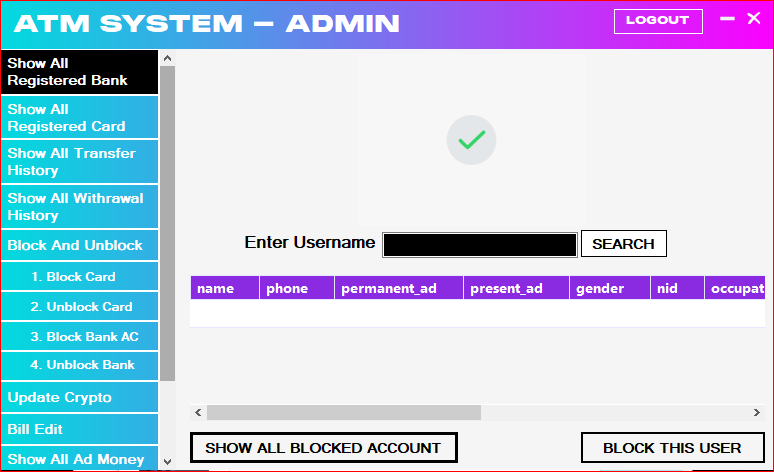 ATM SYSTEM – ADMIN
LOGOUT
Show All
Registered Bank
Show All
Registered Card
Show All Transfer
History
Show All Withrawal
History
Block And Unblock
1. Block Card
2. Unblock Card
3. Block Bank AC
4. Unblock Bank
Update Crypto
Bill Edit
Show All Ad Money
Enter Username
SEARCH
name phone permanent_ad present_ad gender nid occupat
SHOW ALL BLOCKED ACCOUNT
BLOCK THIS USER